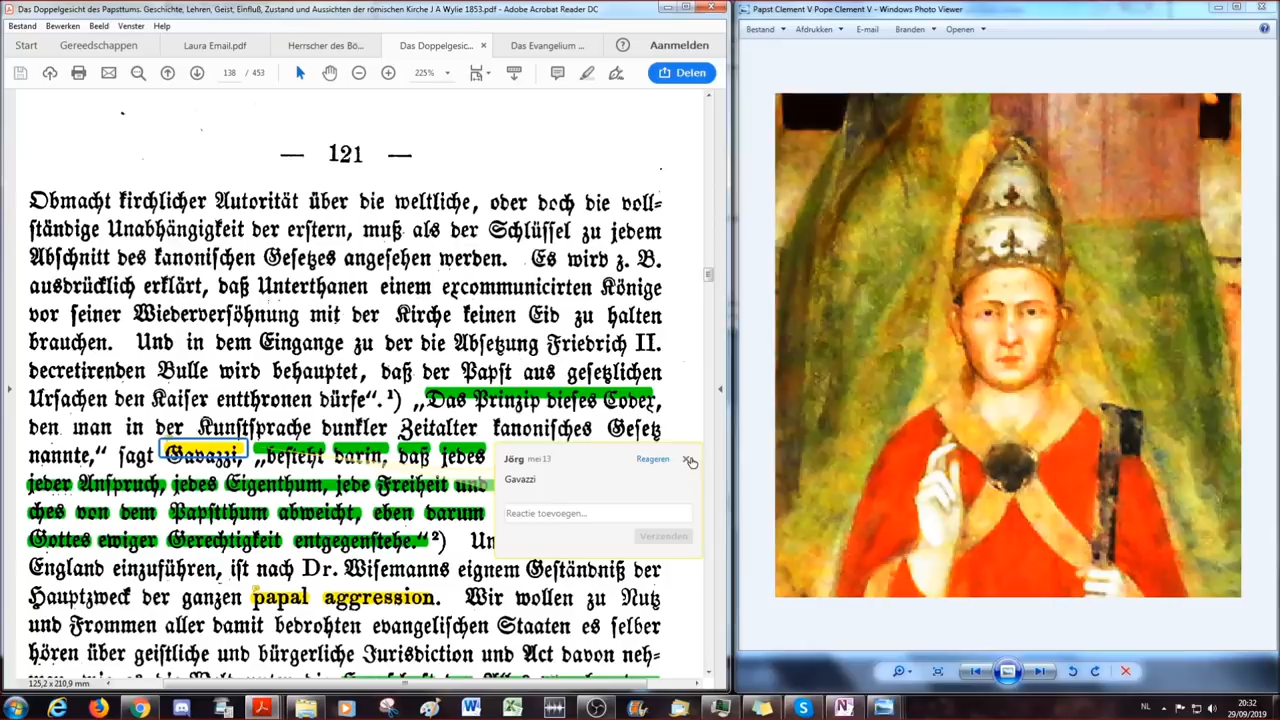 Das Doppelgesicht des Papsttums. Geschichte, Lehren, Geist, Einfluß, Zustand und Aussichten der römischen Kirche J A Wylie 1853.pdf - Adobe Acrobat Reader DC
Bestand Bewerken Beeld Venster Help
Start Gereedschappen Laura Email.pdf Herrscher des Bö... Das Doppelgesic... × Das Evangelium ... Aanmelden
138 / 453 225% Delen
— 121 —
Obmacht kirchlicher Autorität über die weltliche, oder doch die voll=
ständige Unabhängigkeit der erstern, muß als der Schlüssel zu jedem
Abschnitt des kanonischen Gesetzes angesehen werden. Es wird z. B.
ausdrücklich erklärt, daß Unterthanen einem excommunicirten Könige
vor seiner Wiederversöhnung mit der Kirche keinen Eid zu halten
brauchen. Und in dem Eingange zu der die Absetzung Friedrich II.
decretirenden Bulle wird behauptet, daß der Papst aus gesetzlichen
Ursachen den Kaiser entthronen dürfe“.¹) „Das Prinzip dieses Codex,
den man in der Kunstsprache dunkler Zeitalter kanonisches Gesetz
nannte,“ sagt Gavazzi, „besteht darin, daß jedes
jeder Anspruch, jedes Eigenthum, jede Freiheit und
ches von dem Papstthum abweicht, eben darum
Gottes ewiger Gerechtigkeit entgegenstehe.“²)
England einzuführen, ist nach Dr. Wisemanns eignem Geständniß der
Hauptzweck der ganzen papal aggression. Wir wollen zu Nutz
und Frommen aller damit bedrohten evangelischen Staaten es selber
hören über geistliche und bürgerliche Jurisdiction und Act davon neh=
Jörg mei 13 Reageren
Gavazzi
Reactie toevoegen...
Verzenden
125,2 x 210,9 mm
Papst Clement V Pope Clement V - Windows Photo Viewer
Bestand Afdrukken E-mail Branden Openen
NL 20:32
29/09/2019